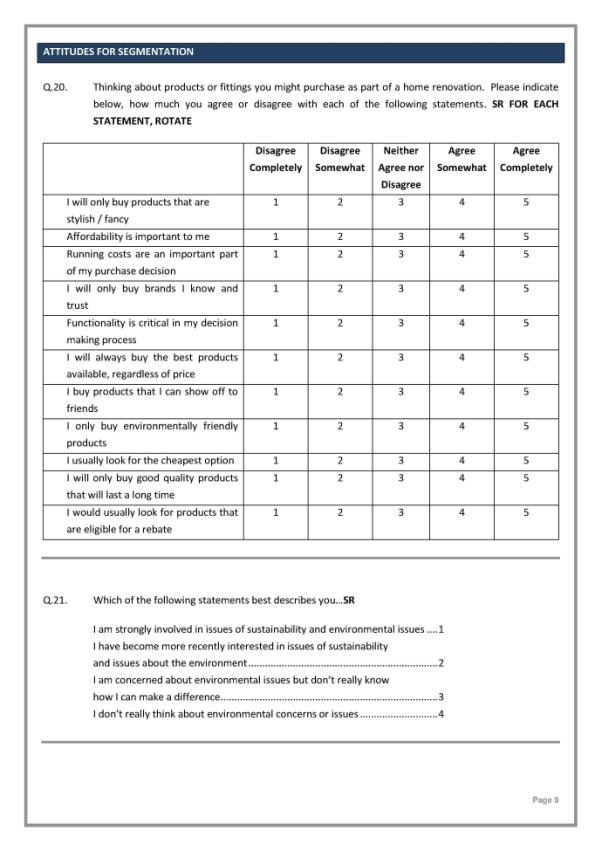 ATTITUDES FOR SEGMENTATION
Q.20. Thinking about products or fittings you might purchase as part of a home renovation. Please indicate
below, how much you agree or disagree with each of the following statements. SR FOR EACH
STATEMENT, ROTATE
Disagree Disagree Neither Agree Agree
Completely Somewhat Agree nor Somewhat Completely
Disagree
I will only buy products that are 1 2 3 4 5
stylish / fancy
Affordability is important to me 1 2 3 4 5
Running costs are an important part 1 2 3 4 5
of my purchase decision
I will only buy brands I know and 1 2 3 4 5
trust
Functionality is critical in my decision 1 2 3 4 5
making process
I will always buy the best products 1 2 3 4 5
available, regardless of price
I buy products that I can show off to 1 2 3 4 5
friends
I only buy environmentally friendly 1 2 3 4 5
products
I usually look for the cheapest option 1 2 3 4 5
I will only buy good quality products 1 2 3 4 5
that will last a long time
I would usually look for products that 1 2 3 4 5
are eligible for a rebate
Q.21. Which of the following statements best describes you...SR
I am strongly involved in issues of sustainability and environmental issues ....1
I have become more recently interested in issues of sustainability
and issues about the environment..................................................................2
I am concerned about environmental issues but don't really know
how I can make a difference..........................................................................3
I don't really think about environmental concerns or issues ...........................4
Page 9